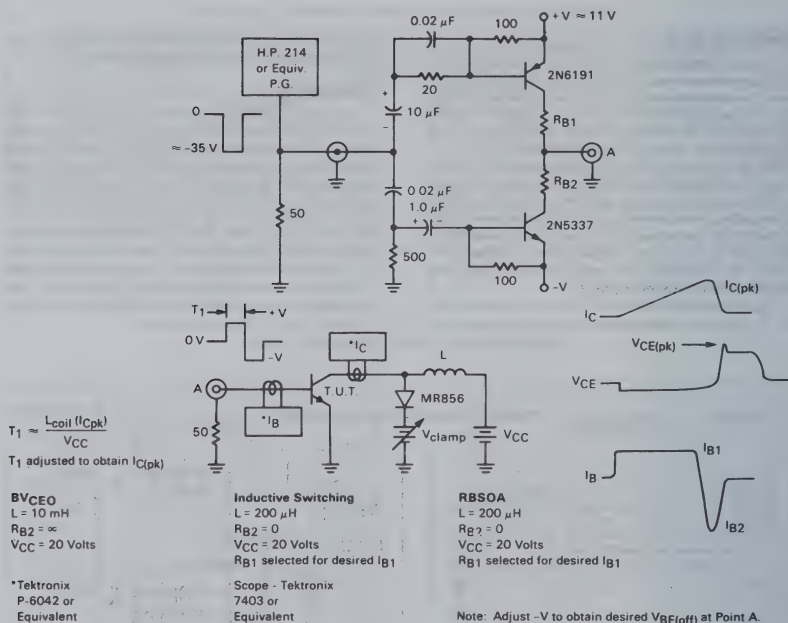 H.P. 214
or Equiv.
P.G.
0
≈ -35 V
50
0.02 µF
100
+V ≈ 11 V
20
2N6191
+
10 µF
-
RB1
A
RB2
0.02 µF
1.0 µF
+ -
2N5337
500
100
-V
T1
+V
0 V
-V
*IC
L
A
T.U.T.
MR856
*IB
50
Vclamp
VCC
IC
IC(pk)
VCE(pk)
VCE
IB
IB1
IB2
T1 ≈ Lcoil (ICpk)
VCC
T1 adjusted to obtain IC(pk)
BVCEO
L = 10 mH
RB2 = ∞
VCC = 20 Volts
Inductive Switching
L = 200 µH
RB2 = 0
VCC = 20 Volts
RB1 selected for desired IB1
RBSOA
L = 200 µH
RB2 = 0
VCC = 20 Volts
RB1 selected for desired IB1
*Tektronix
P-6042 or
Equivalent
Scope - Tektronix
7403 or
Equivalent
Note: Adjust -V to obtain desired VBE(off) at Point A.